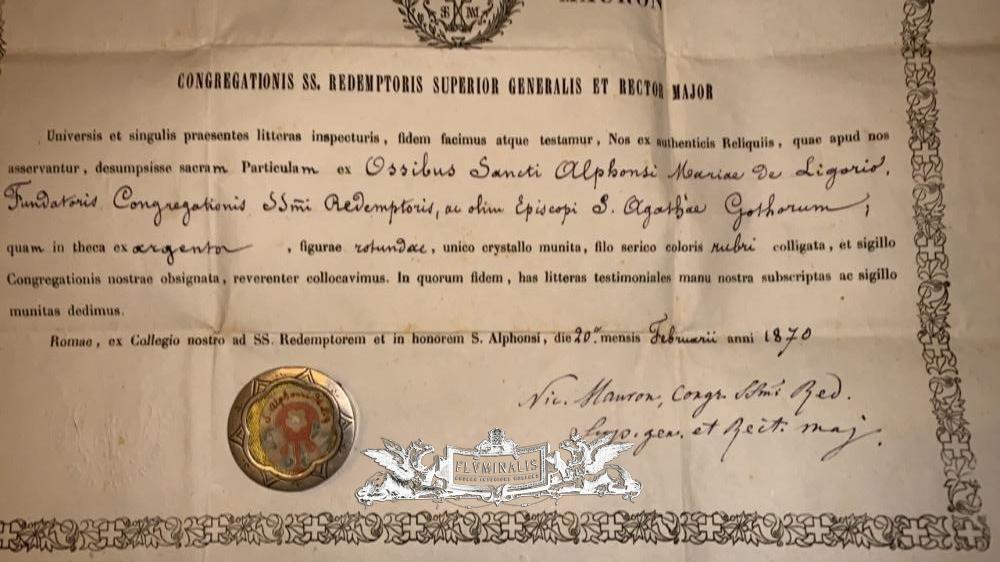 MAURON
CONGREGATIONIS SS. REDEMPTORIS SUPERIOR GENERALIS ET RECTOR MAJOR
Universis et singulis praesentes litteras inspecturis, fidem facimus atque testamur, Nos ex authenticis Reliquiis, quae apud nos
asservantur, desumpsisse sacram Particulam ex Ossibus Sancti Alphonsi Mariae De Ligorio,
Fundatoris Congregationis SSmi Redemptoris, ac olim Episcopi S. Agathae Gothorum;
quam in theca ex argento, figurae rotundae, unico crystallo munita, filo serico coloris rubri colligata, et sigillo
Congregationis nostrae obsignata, reverenter collocavimus. In quorum fidem, has litteras testimoniales manu nostra subscriptas ac sigillo
munitas dedimus.
Romae, ex Collegio nostro ad SS. Redemptorem et in honorem S. Alphonsi, die 20a mensis Februarii anni 1870
Nic. Mauron, Congr. SSmi Red.
Sup. gen. et Rect. maj.
FLVMINALIS